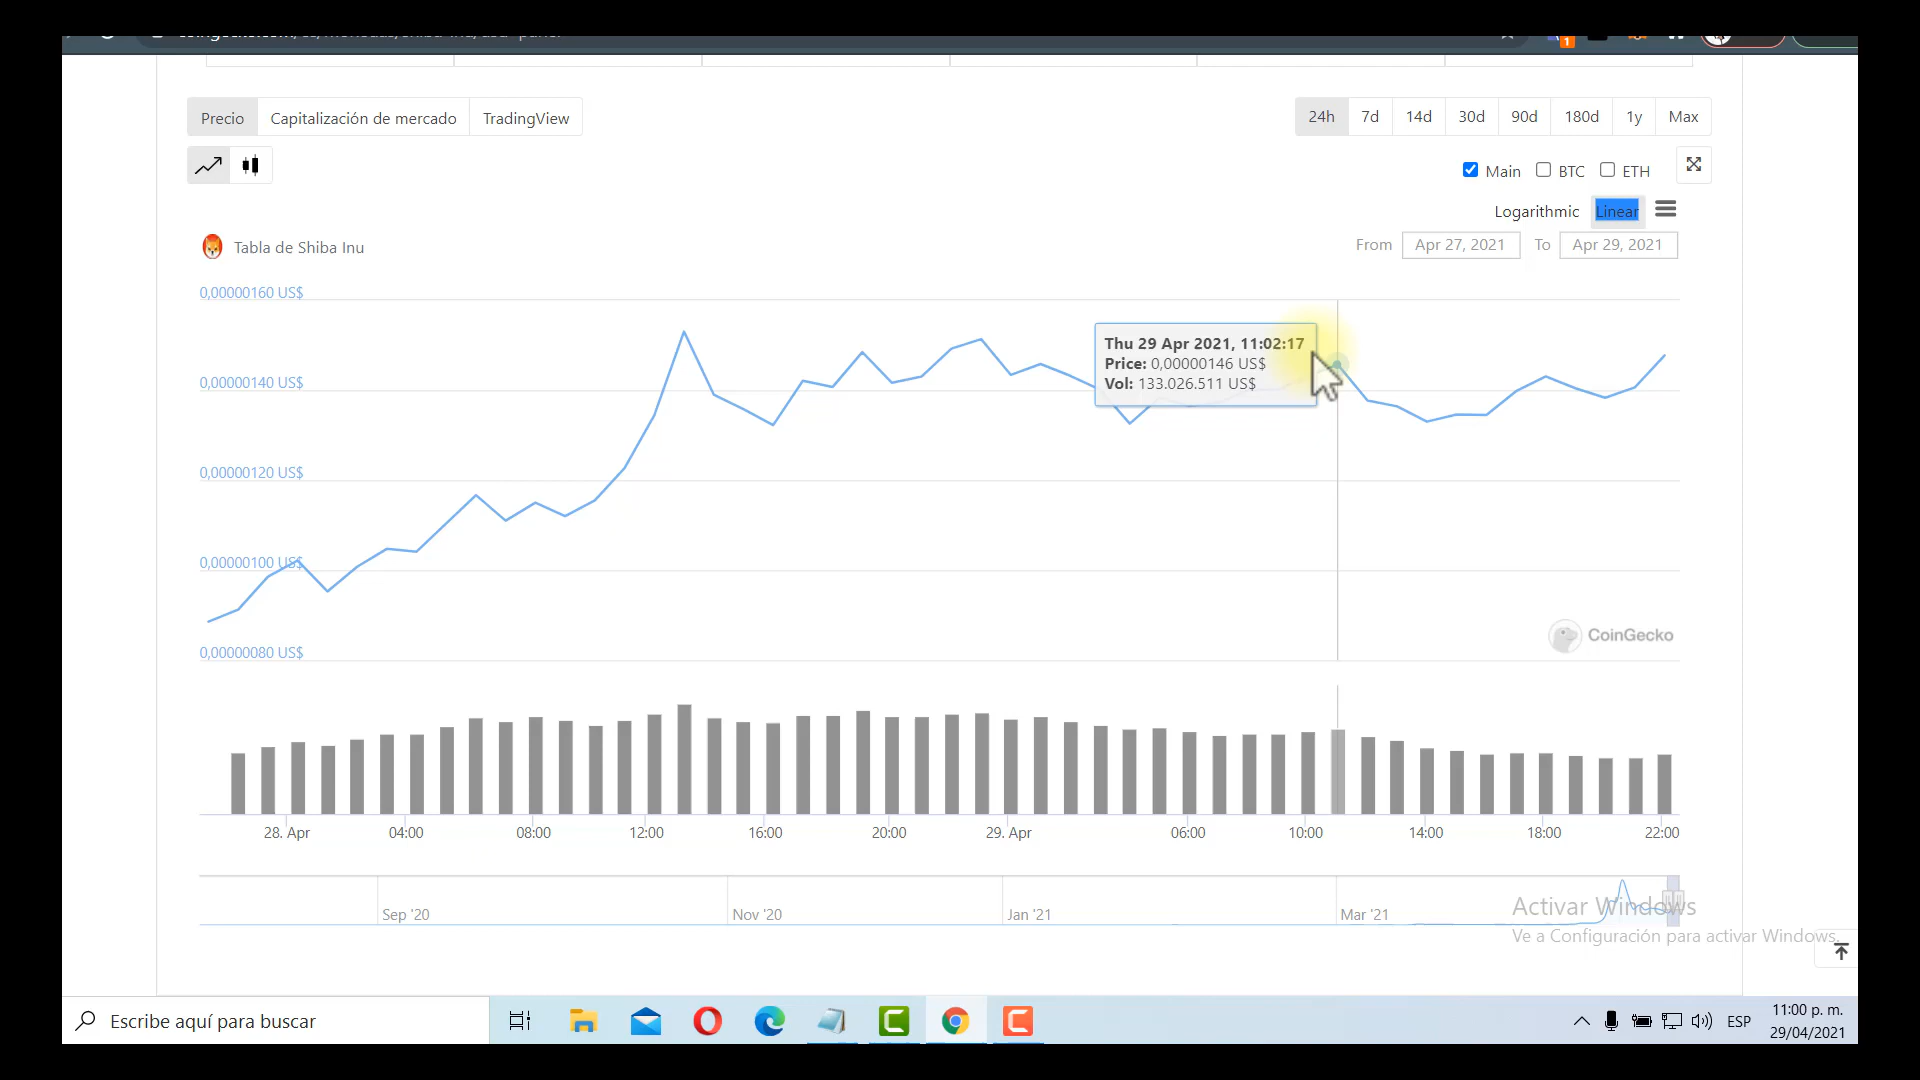 Precio Capitalización de mercado TradingView
24h 7d 14d 30d 90d 180d 1y Max
Main BTC ETH
Logarithmic Linear
Tabla de Shiba Inu
From Apr 27, 2021 To Apr 29, 2021
0,00000160 US$
Thu 29 Apr 2021, 11:02:17
Price: 0,00000146 US$
Vol: 133.026.511 US$
0,00000140 US$
0,00000120 US$
0,00000100 US$
CoinGecko
0,00000080 US$
28. Apr 04:00 08:00 12:00 16:00 20:00 29. Apr 06:00 10:00 14:00 18:00 22:00
Sep '20 Nov '20 Jan '21 Mar '21
Activar Windows
Ve a Configuración para activar Windows.
1
Escribe aquí para buscar
ESP
11:00 p. m.
29/04/2021